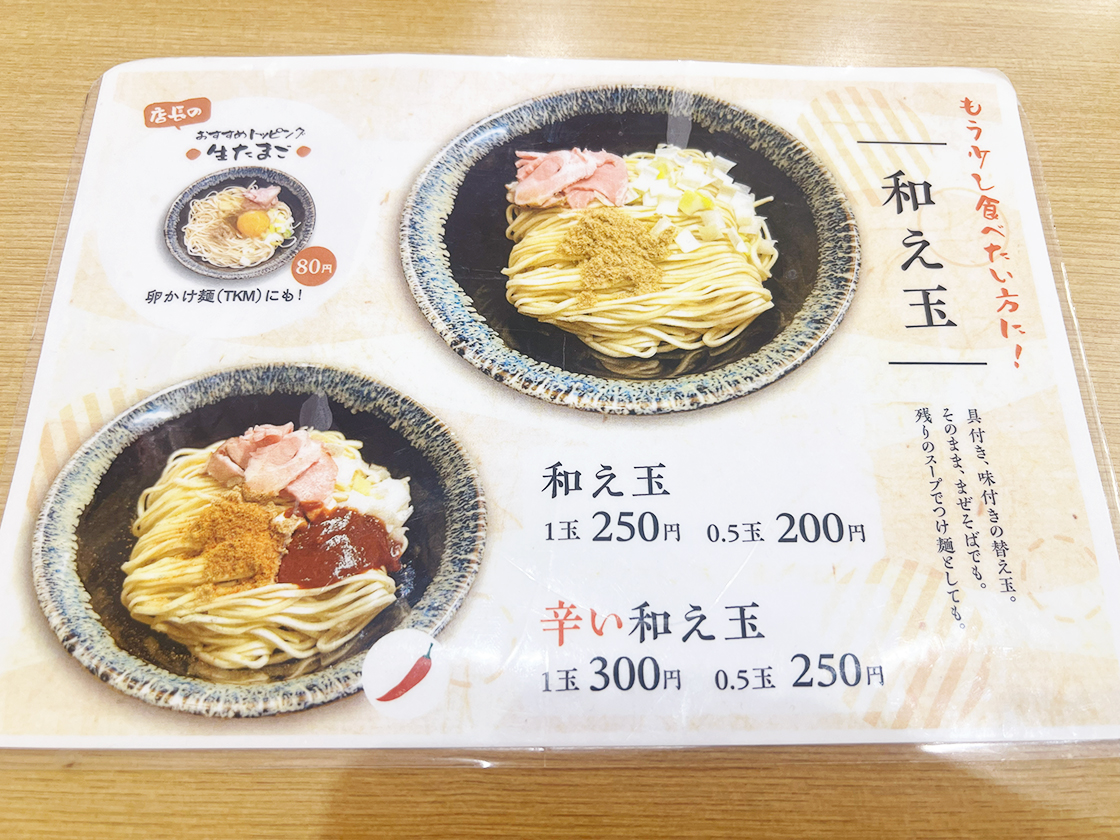 もう少し食べたい方に！
和え玉
具付き、味付きの替え玉。
そのまま、まぜそばでも。
残りのスープでつけ麺としても。
店長の
おすすめトッピング
生たまご
80円
卵かけ麺（TKM）にも！
和え玉
1玉 250円 0.5玉 200円
辛い和え玉
1玉 300円 0.5玉 250円